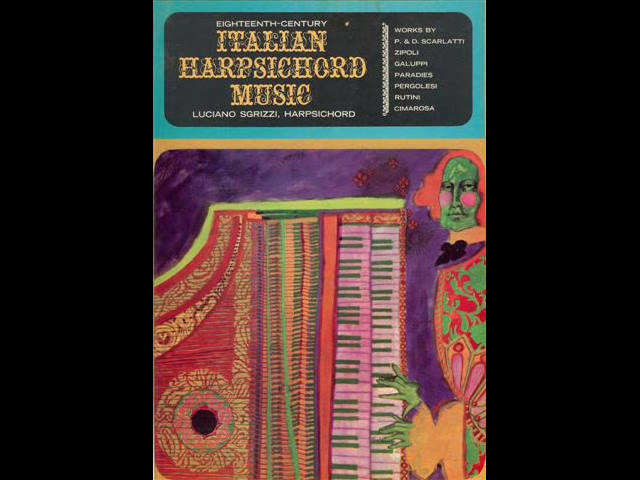 EIGHTEENTH-CENTURY
ITALIAN
HARPSICHORD
MUSIC
LUCIANO SGRIZZI, HARPSICHORD
WORKS BY
P. & D. SCARLATTI
ZIPOLI
GALUPPI
PARADIES
PERGOLESI
RUTINI
CIMAROSA